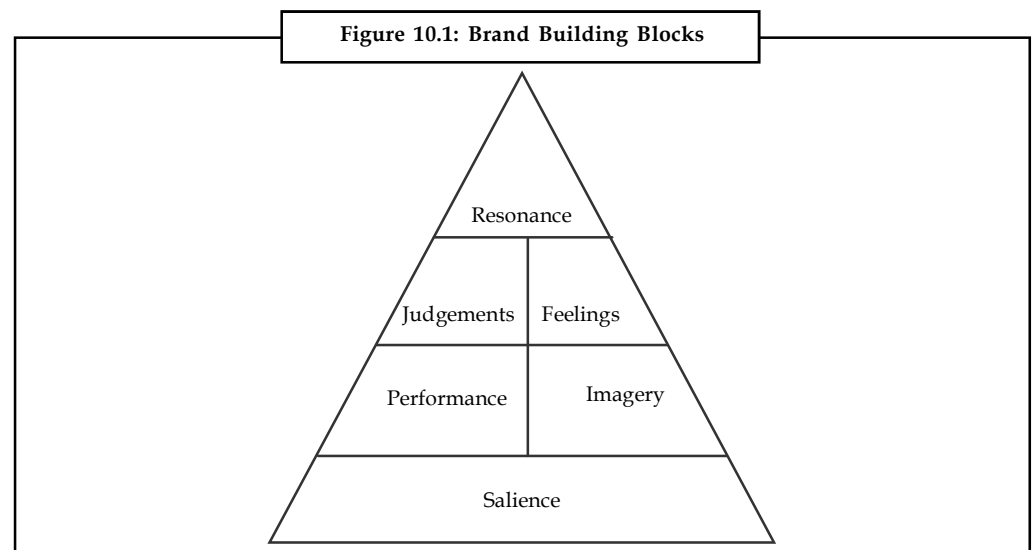 Figure 10.1: Brand Building Blocks
Resonance
Judgements Feelings
Performance Imagery
Salience